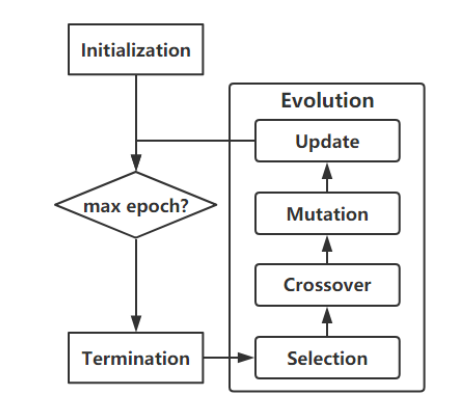 Initialization
Evolution
Update
max epoch?
Mutation
Crossover
Termination
Selection